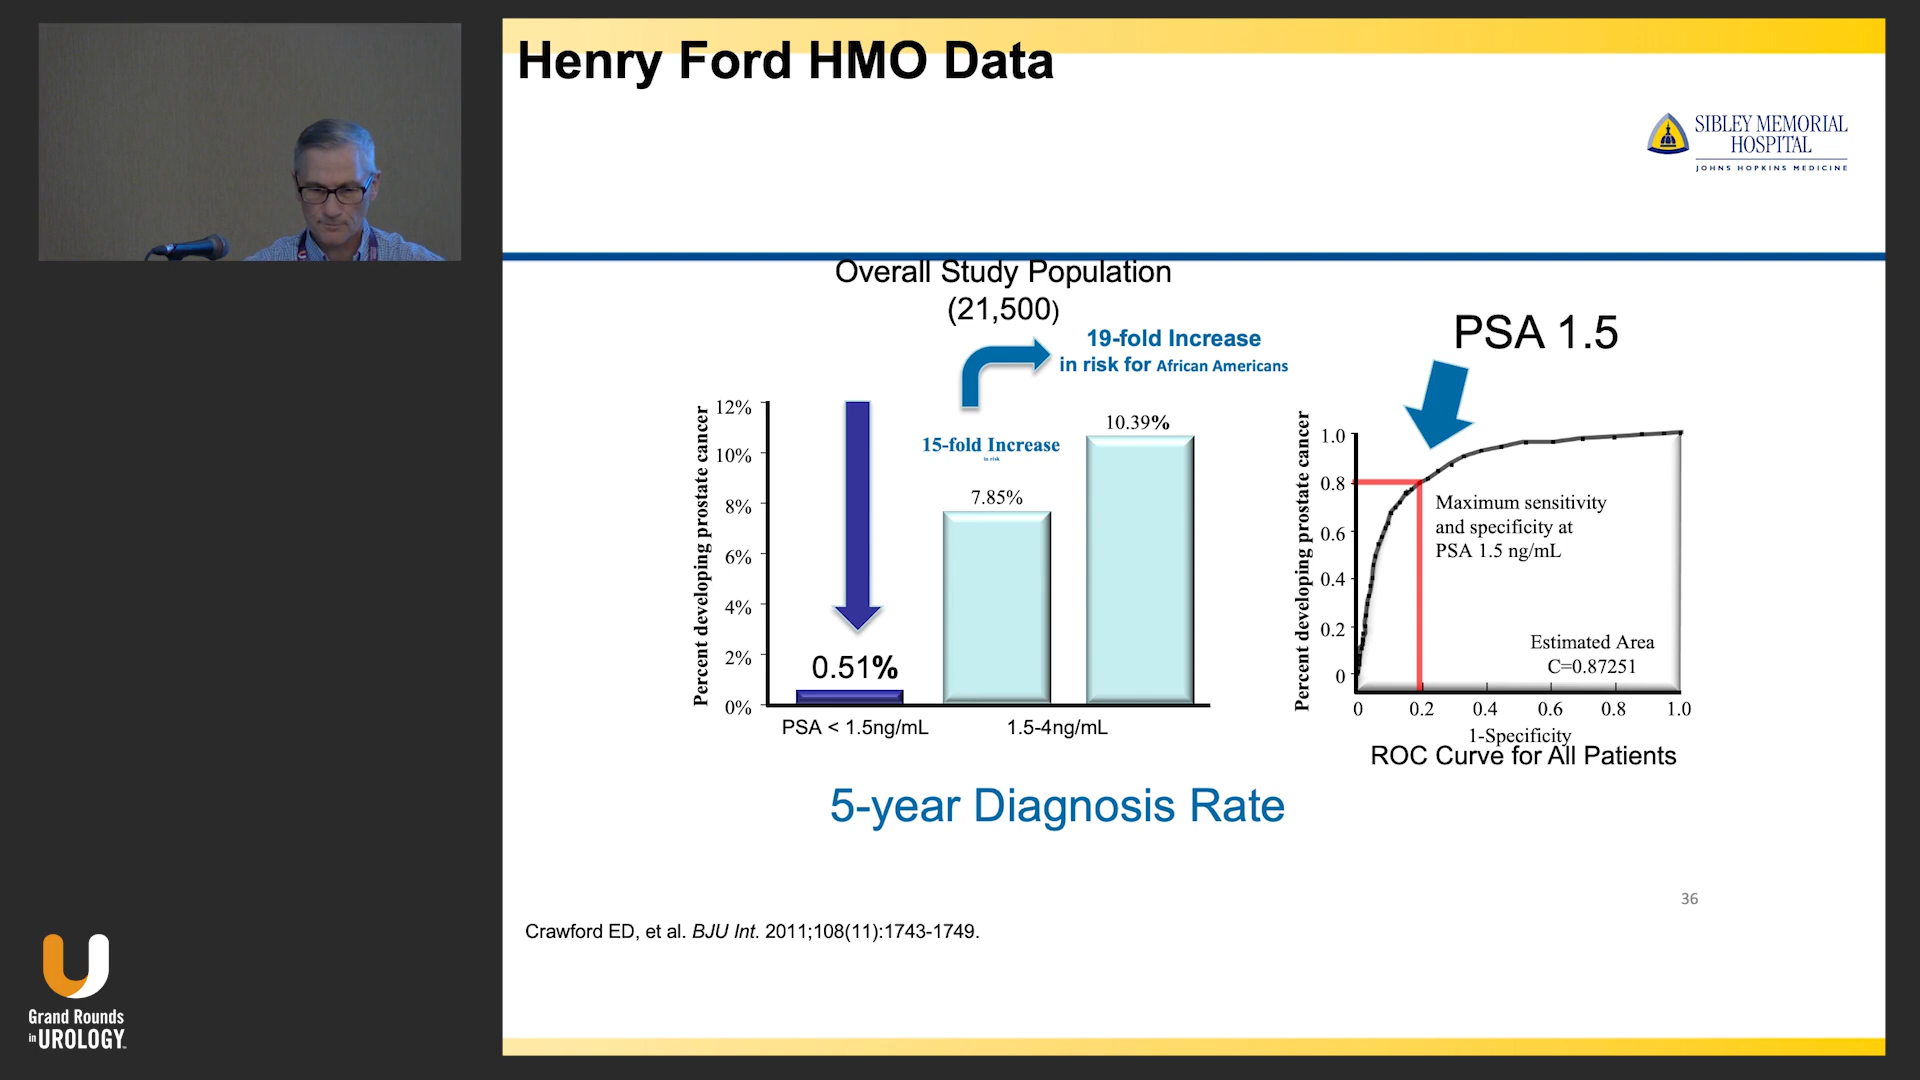 Henry Ford HMO Data
SIBLEY MEMORIAL
HOSPITAL
JOHNS HOPKINS MEDICINE
Overall Study Population
(21,500)
19-fold Increase
in risk for African Americans
PSA 1.5
Percent developing prostate cancer
12%
10%
8%
6%
4%
2%
0%
15-fold Increase
in risk
0.51%
7.85%
10.39%
PSA < 1.5ng/mL
1.5-4ng/mL
Percent developing prostate cancer
1.0
0.8
0.6
0.4
0.2
0
Maximum sensitivity
and specificity at
PSA 1.5 ng/mL
Estimated Area
C=0.87251
0 0.2 0.4 0.6 0.8 1.0
1-Specificity
ROC Curve for All Patients
5-year Diagnosis Rate
36
Crawford ED, et al. BJU Int. 2011;108(11):1743-1749.
Grand Rounds
in UROLOGY